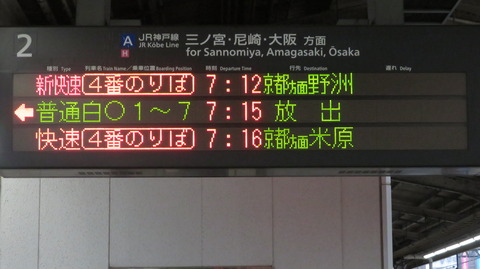 2 A JR神戸線 三ノ宮・尼崎・大阪 方面
H JR Kōbe Line for Sannomiya, Amagasaki, Ōsaka
種別 Type 列車名 Train Name 乗車位置 Boarding Position 時刻 Departure Time 行先 Destination 遅れ Delay
新快速 4番のりば 7:12 京都方面野洲
← 普通 白○1～7 7:15 放出
快速 4番のりば 7:16 京都方面米原